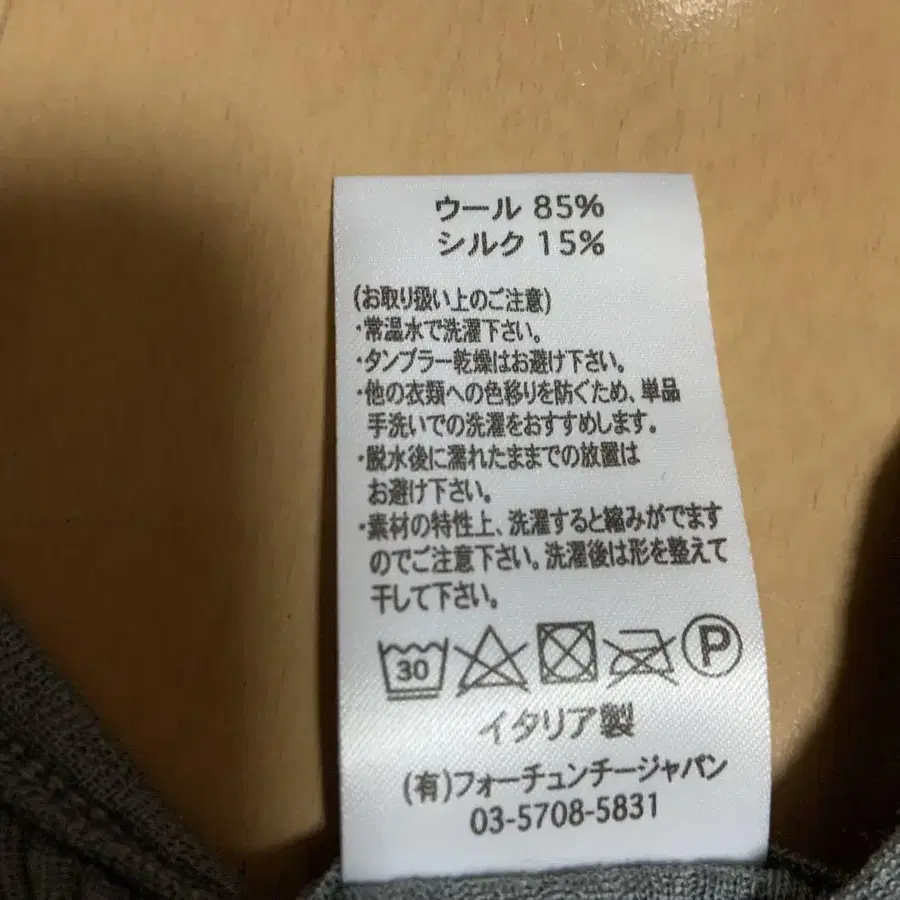 ウール 85%
シルク 15%
(お取り扱い上のご注意)
・常温水で洗濯下さい。
・タンブラー乾燥はお避け下さい。
・他の衣類への色移りを防ぐため、単品
手洗いでの洗濯をおすすめします。
・脱水後に濡れたままでの放置は
お避け下さい。
・素材の特性上、洗濯すると縮みがでます
のでご注意下さい。洗濯後は形を整えて
干して下さい。
30 P
イタリア製
(有)フォーチュンチージャパン
03-5708-5831